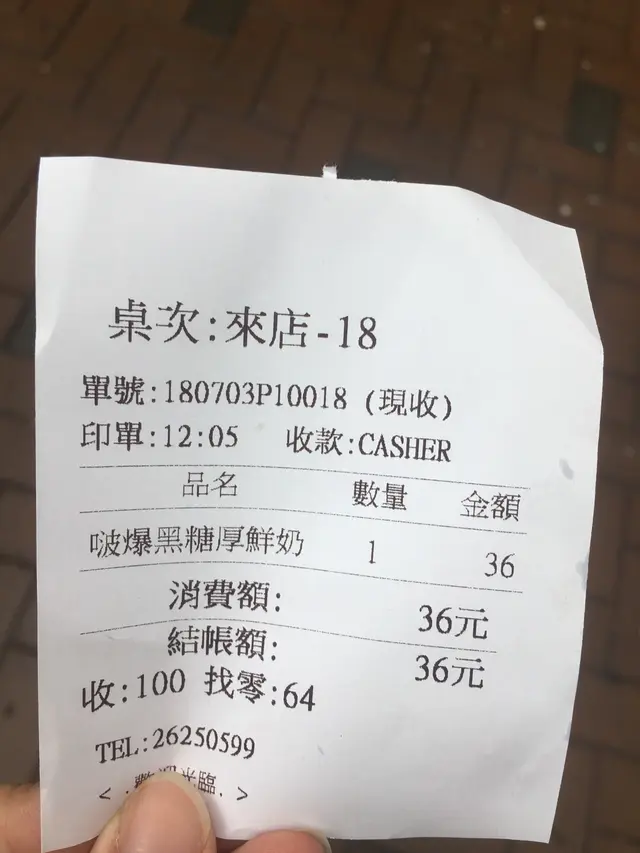 桌次:來店-18
單號:180703P10018 (現收)
印單:12:05 收款:CASHER
品名 數量 金額
啵爆黑糖厚鮮奶 1 36
消費額: 36元
結帳額: 36元
收:100 找零:64
TEL:26250599